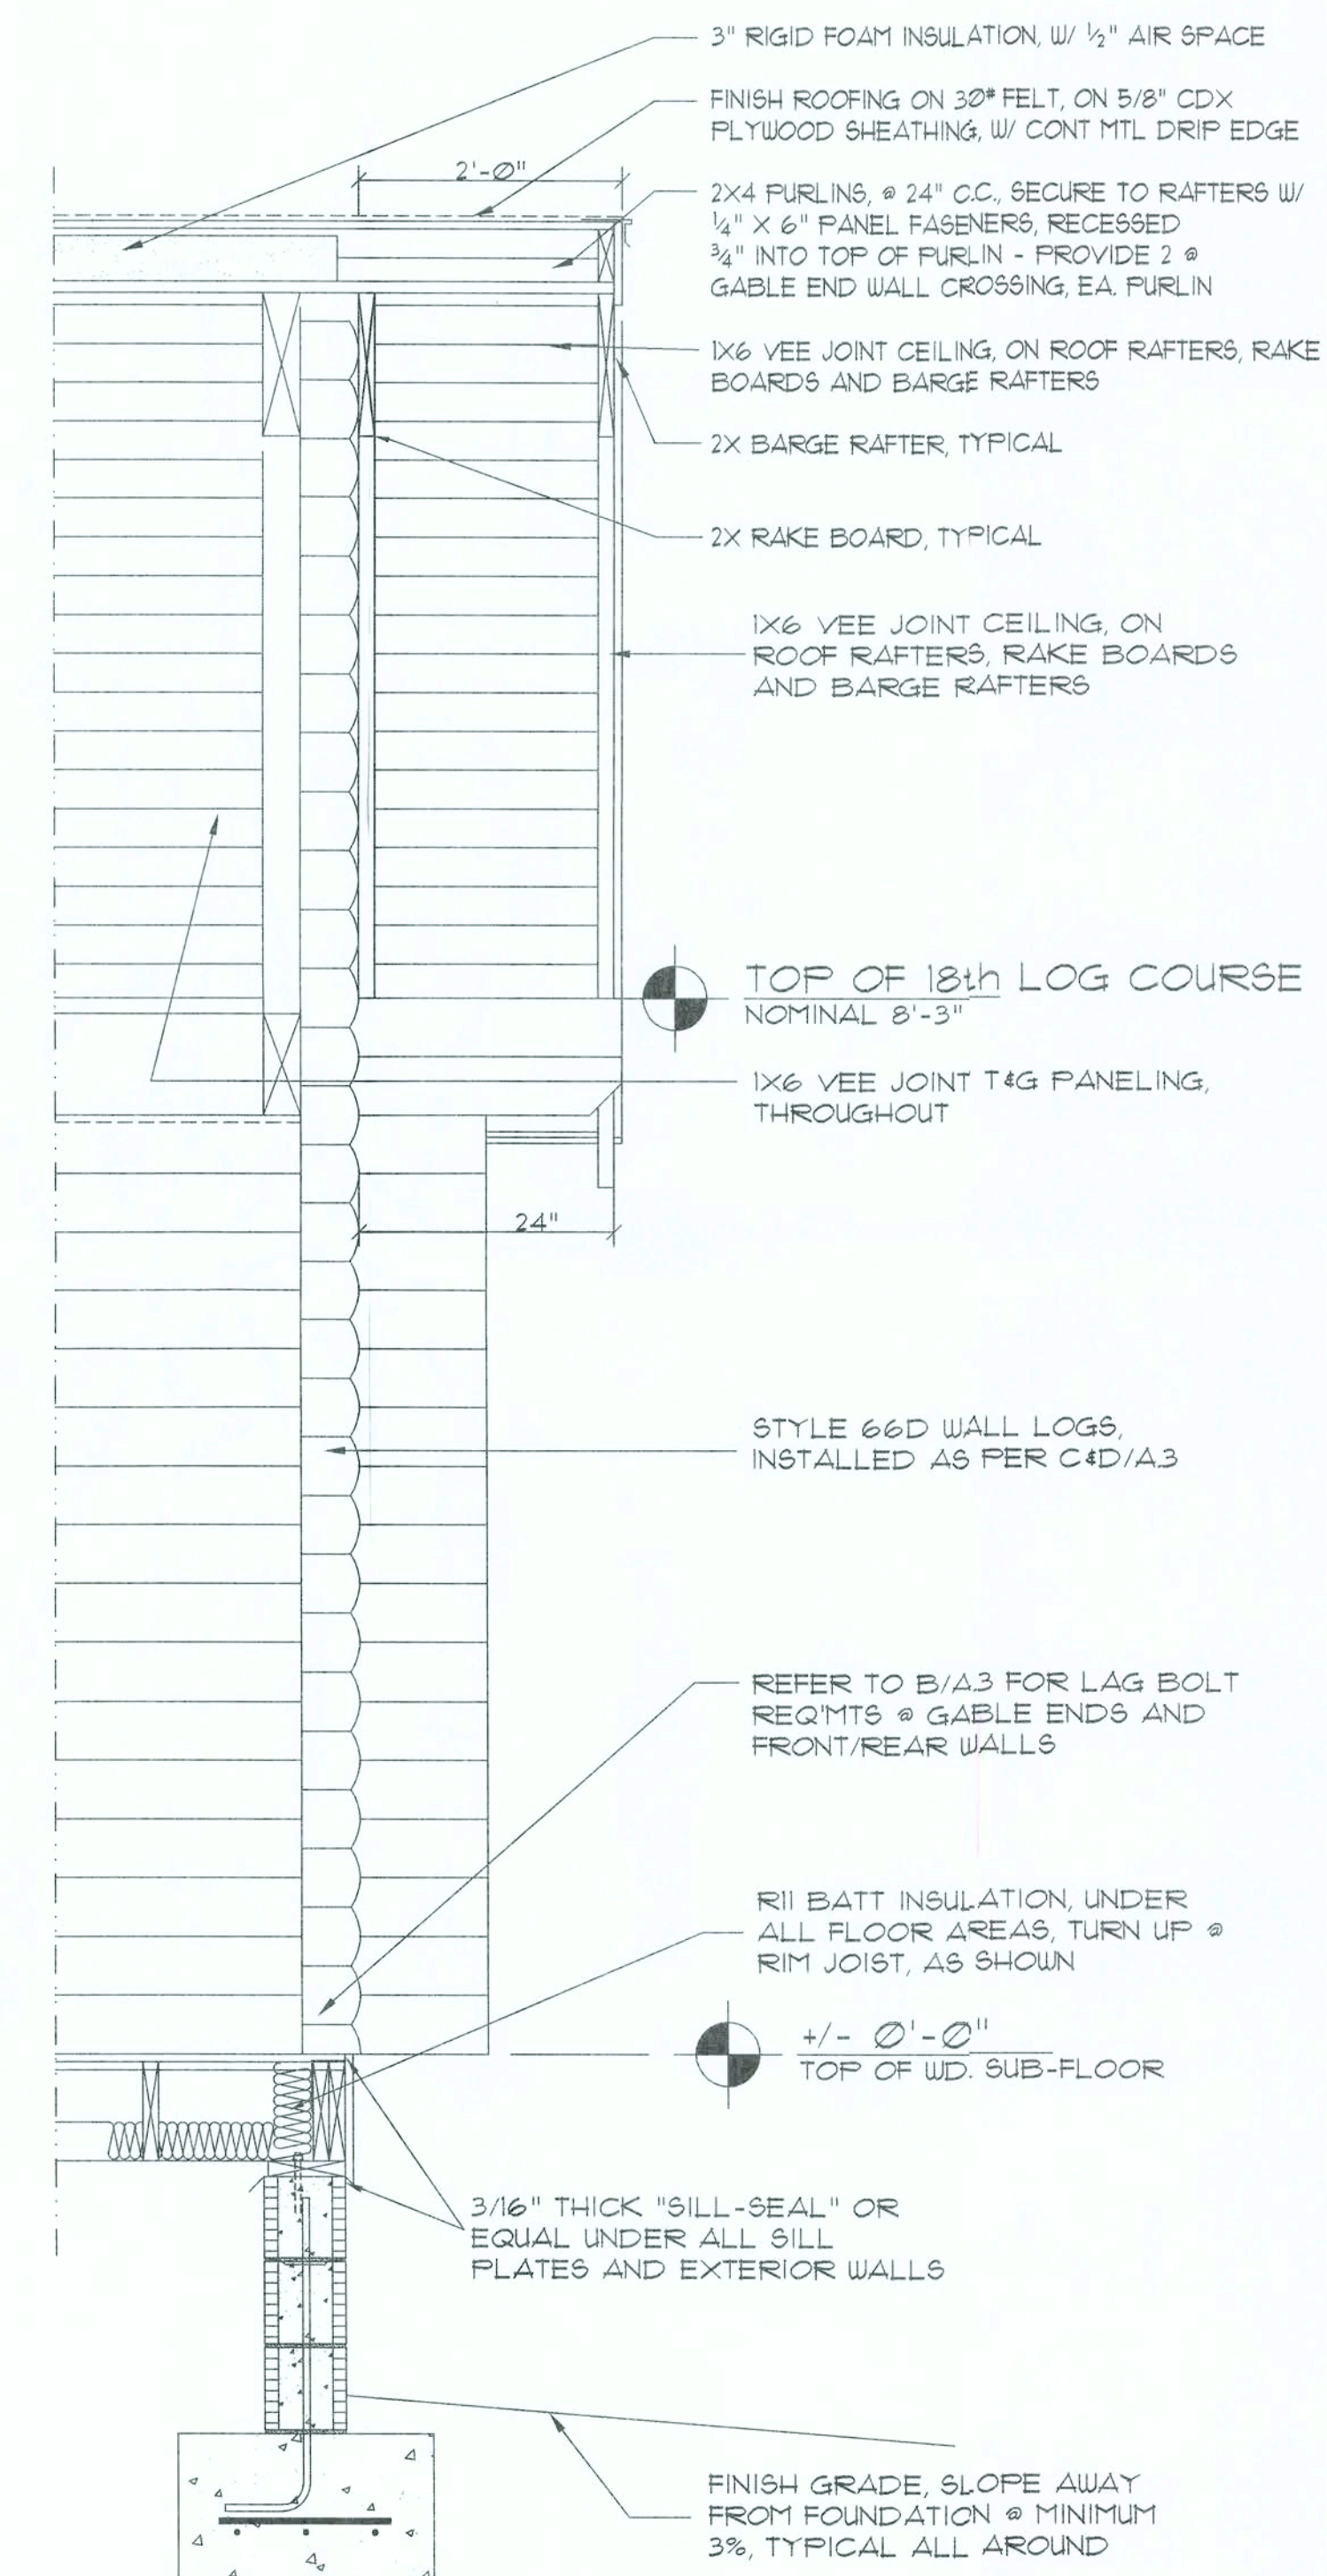 3" RIGID FOAM INSULATION, W/ ½" AIR SPACE
FINISH ROOFING ON 30# FELT, ON 5/8" CDX
PLYWOOD SHEATHING, W/ CONT MTL DRIP EDGE
2'-0"
2X4 PURLINS, @ 24" C.C., SECURE TO RAFTERS W/
¼" X 6" PANEL FASENERS, RECESSED
¾" INTO TOP OF PURLIN - PROVIDE 2 @
GABLE END WALL CROSSING, EA. PURLIN
1X6 VEE JOINT CEILING, ON ROOF RAFTERS, RAKE
BOARDS AND BARGE RAFTERS
2X BARGE RAFTER, TYPICAL
2X RAKE BOARD, TYPICAL
1X6 VEE JOINT CEILING, ON
ROOF RAFTERS, RAKE BOARDS
AND BARGE RAFTERS
TOP OF 18th LOG COURSE
NOMINAL 8'-3"
1X6 VEE JOINT T&G PANELING,
THROUGHOUT
24"
STYLE 66D WALL LOGS,
INSTALLED AS PER C&D/A.3
REFER TO B/A.3 FOR LAG BOLT
REQ'MTS @ GABLE ENDS AND
FRONT/REAR WALLS
R11 BATT INSULATION, UNDER
ALL FLOOR AREAS, TURN UP @
RIM JOIST, AS SHOWN
+/- 0'-0"
TOP OF WD. SUB-FLOOR
3/16" THICK "SILL-SEAL" OR
EQUAL UNDER ALL SILL
PLATES AND EXTERIOR WALLS
FINISH GRADE, SLOPE AWAY
FROM FOUNDATION @ MINIMUM
3%, TYPICAL ALL AROUND